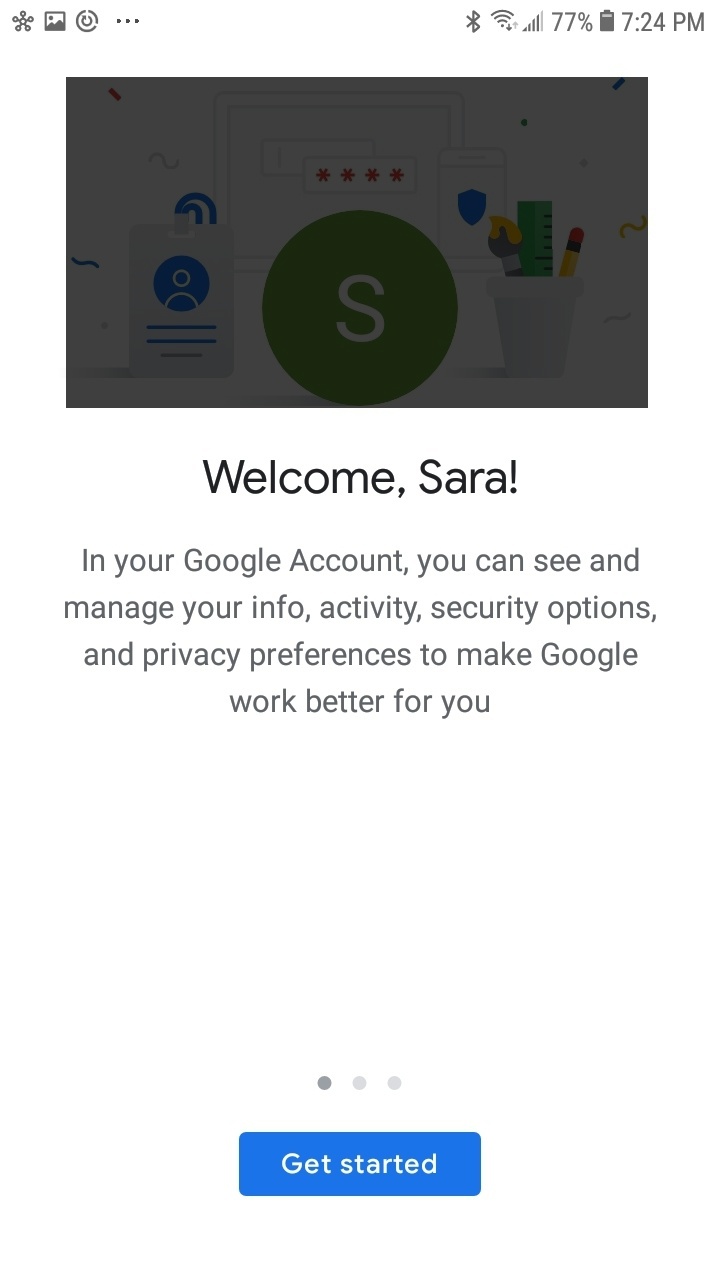 77% 7:24 PM
****
S
Welcome, Sara!
In your Google Account, you can see and
manage your info, activity, security options,
and privacy preferences to make Google
work better for you
Get started